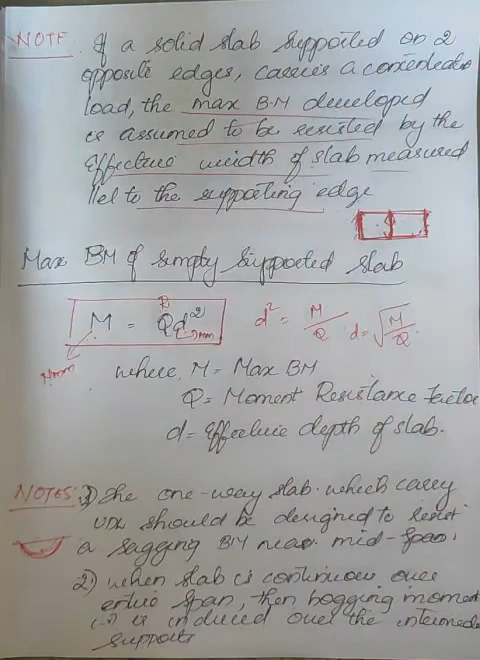 NOTE If a solid slab supported on 2
opposite edges, carries a concentrated
load, the max B.M developed
is assumed to be resisted by the
effective width of slab measured
llel to the supporting edge
Max BM of simply supported slab
M = Qd² d² = M/Q d = √M/Q
Nmm mm
where, M = Max BM
Q = Moment Resistance factor
d = effective depth of slab.
NOTES: 1) The one-way slab which carry
UDL should be designed to resist
a sagging BM near mid-span.
2) when slab is continuous over
entire span, then hogging moment
(-) is induced over the intermed
supports